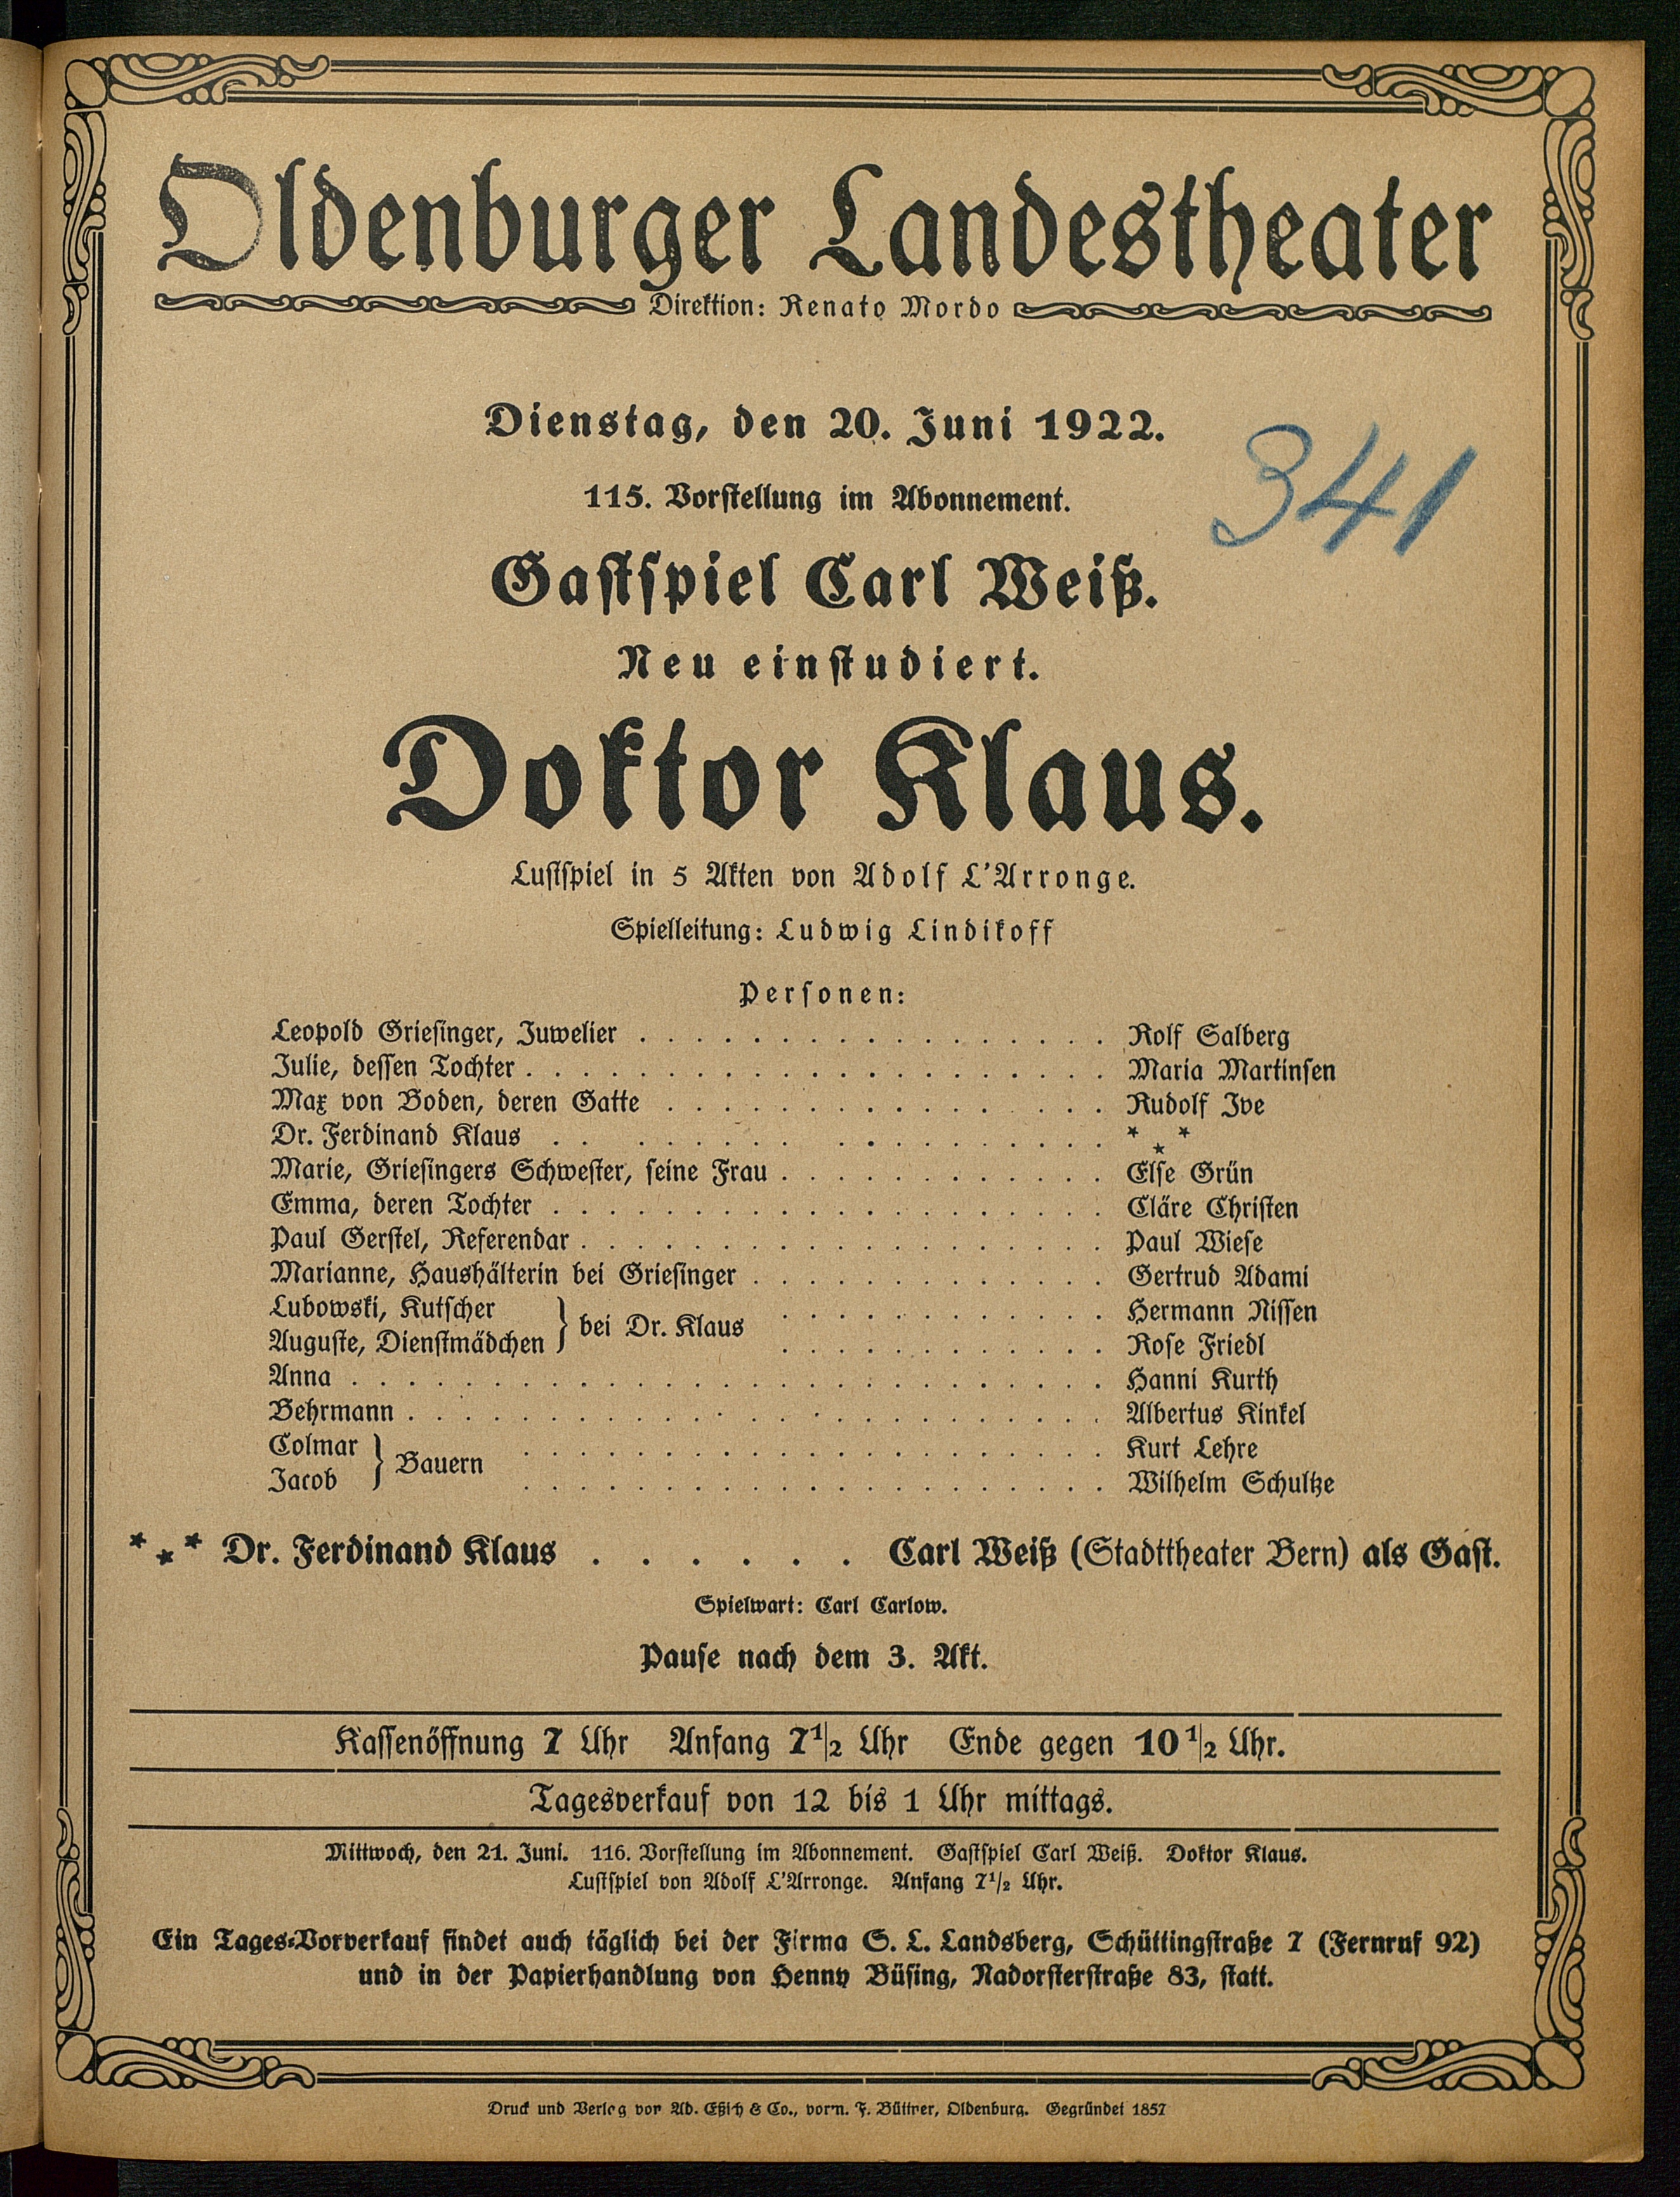 Oldenburger Landestheater
Direktion: Renato Mordo
Dienstag, den 20. Juni 1922.
341
115. Vorstellung im Abonnement.
Gastspiel Carl Weiß.
Neu einstudiert.
Doktor Klaus.
Lustspiel in 5 Akten von Adolf L'Arronge.
Spielleitung: Ludwig Lindikoff
Personen:
Leopold Griesinger, Juwelier . . . . . . . . . . . . . . . . . Rolf Salberg
Julie, dessen Tochter . . . . . . . . . . . . . . . . . . . . . Maria Martinsen
Max von Boden, deren Gatte . . . . . . . . . . . . . . . Rudolf Ive
Dr. Ferdinand Klaus . . . . . . . . . . . . . . . . . . * * *
Marie, Griesingers Schwester, seine Frau . . . . . . . . . . . . Else Grün
Emma, deren Tochter . . . . . . . . . . . . . . . . . . . . Cläre Christen
Paul Gerstel, Referendar . . . . . . . . . . . . . . . . . . . Paul Wiese
Marianne, Haushälterin bei Griesinger . . . . . . . . . . . . . Gertrud Adami
Lubowski, Kutscher } bei Dr. Klaus . . . . . . . . . . . . Hermann Nissen
Auguste, Dienstmädchen . . . . . . . . . . . . Rose Friedl
Anna . . . . . . . . . . . . . . . . . . . . . . . . . . . Hanni Kurth
Behrmann . . . . . . . . . . . . . . . . . . . . . . . . . Albertus Kinkel
Colmar } Bauern . . . . . . . . . . . . . . . . . . . . . Kurt Lehre
Jacob . . . . . . . . . . . . . . . . . . . . . Wilhelm Schultze
* * * Dr. Ferdinand Klaus . . . . . . Carl Weiß (Stadttheater Bern) als Gast.
Spielwart: Carl Carlow.
Pause nach dem 3. Akt.
Kassenöffnung 7 Uhr Anfang 7 1/2 Uhr Ende gegen 10 1/2 Uhr.
Tagesverkauf von 12 bis 1 Uhr mittags.
Mittwoch, den 21. Juni. 116. Vorstellung im Abonnement. Gastspiel Carl Weiß. Doktor Klaus.
Lustspiel von Adolf L'Arronge. Anfang 7 1/2 Uhr.
Ein Tages-Vorverkauf findet auch täglich bei der Firma S. L. Landsberg, Schüttingstraße 7 (Fernruf 92)
und in der Papierhandlung von Henny Büsing, Nadorsterstraße 83, statt.
Druck und Verlag von Ad. Eßich & Co., vorm. F. Büttner, Oldenburg. Gegründet 1857